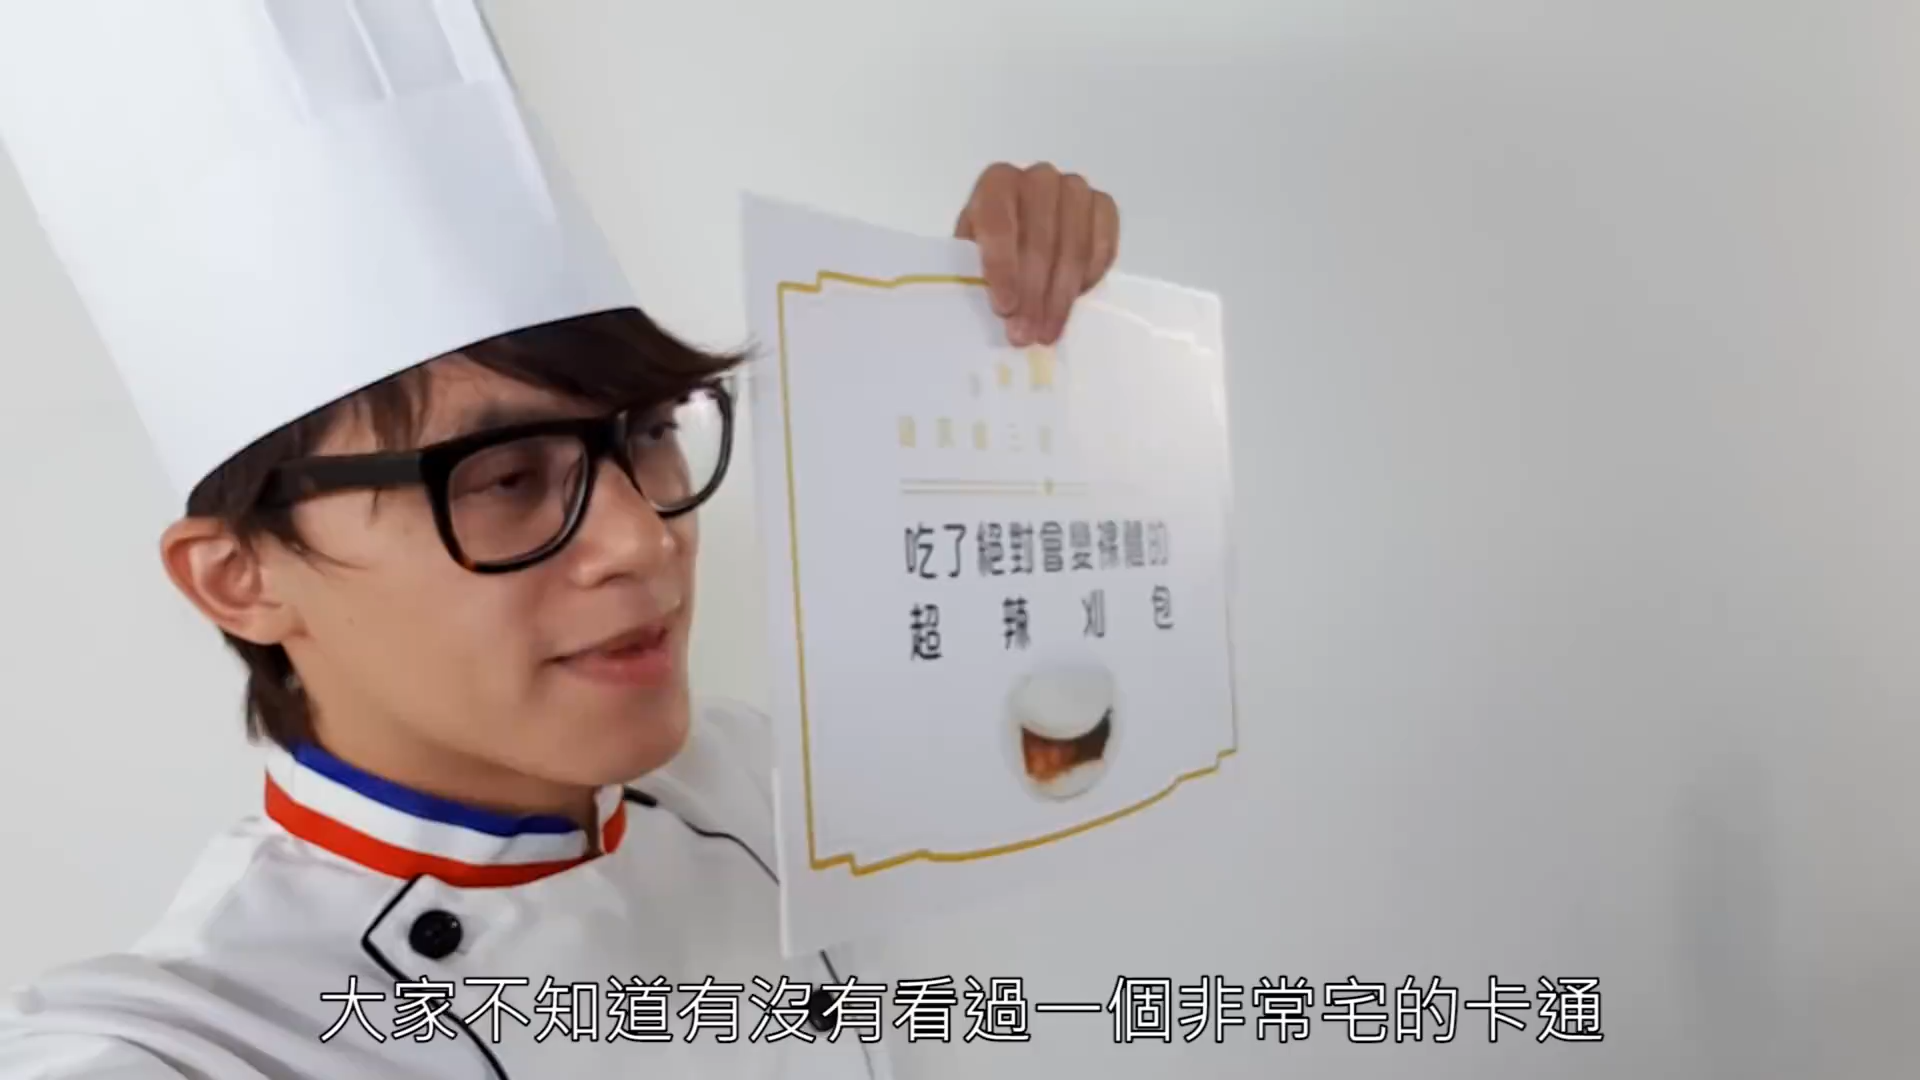 吃了絕對會變裸體的
超辣刈包
大家不知道有沒有看過一個非常宅的卡通